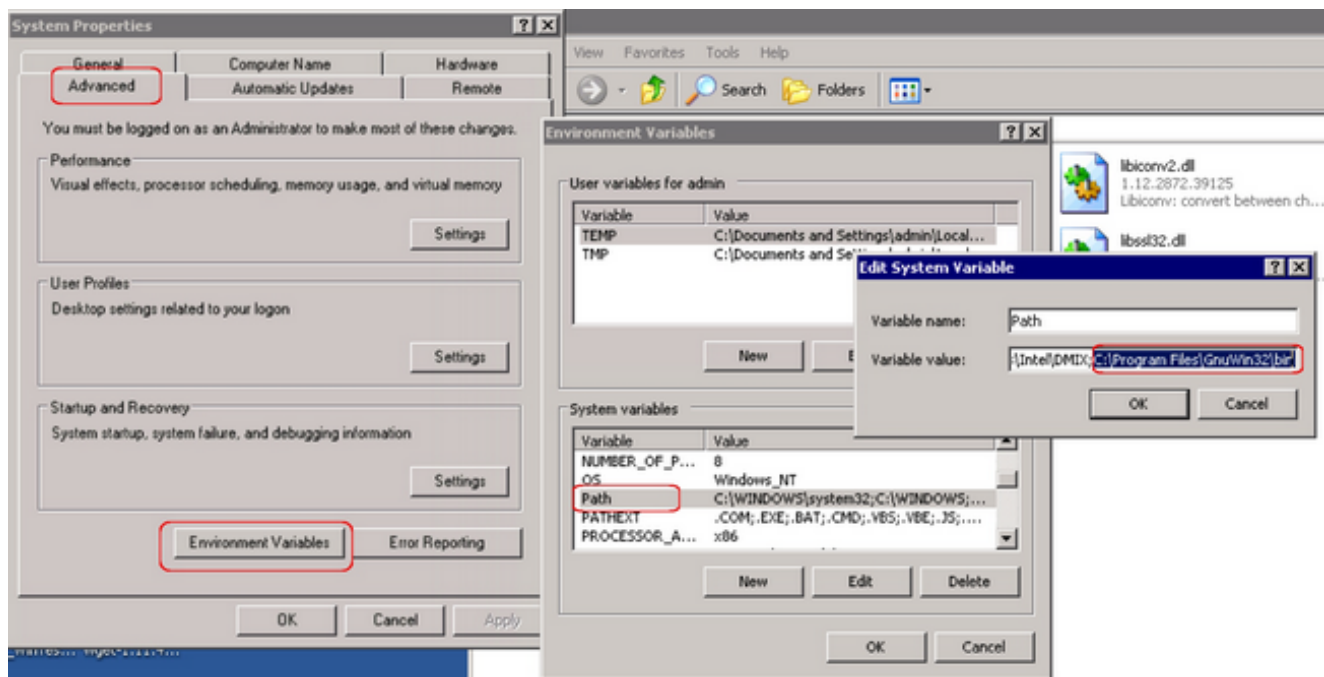 System Properties
General Computer Name Hardware
Advanced Automatic Updates Remote
You must be logged on as an Administrator to make most of these changes.
Performance
Visual effects, processor scheduling, memory usage, and virtual memory
Settings
User Profiles
Desktop settings related to your logon
Settings
Startup and Recovery
System startup, system failure, and debugging information
Settings
Environment Variables Error Reporting
OK Cancel Apply
wget-1.11.4...
View Favorites Tools Help
Search Folders
Environment Variables
User variables for admin
Variable Value
TEMP C:\Documents and Settings\admin\Local...
TMP C:\Documents and Se
New E
System variables
Variable Value
NUMBER_OF_P... 8
OS Windows_NT
Path C:\WINDOWS\system32;C:\WINDOWS;...
PATHEXT .COM;.EXE;.BAT;.CMD;.VBS;.VBE;.JS;....
PROCESSOR_A... x86
New Edit Delete
OK Cancel
libiconv2.dll
1.12.2872.39125
Libiconv: convert between ch...
libssl32.dll
Edit System Variable
Variable name: Path
Variable value: :\Intel\DMIX;C:\Program Files\GnuWin32\bin
OK Cancel